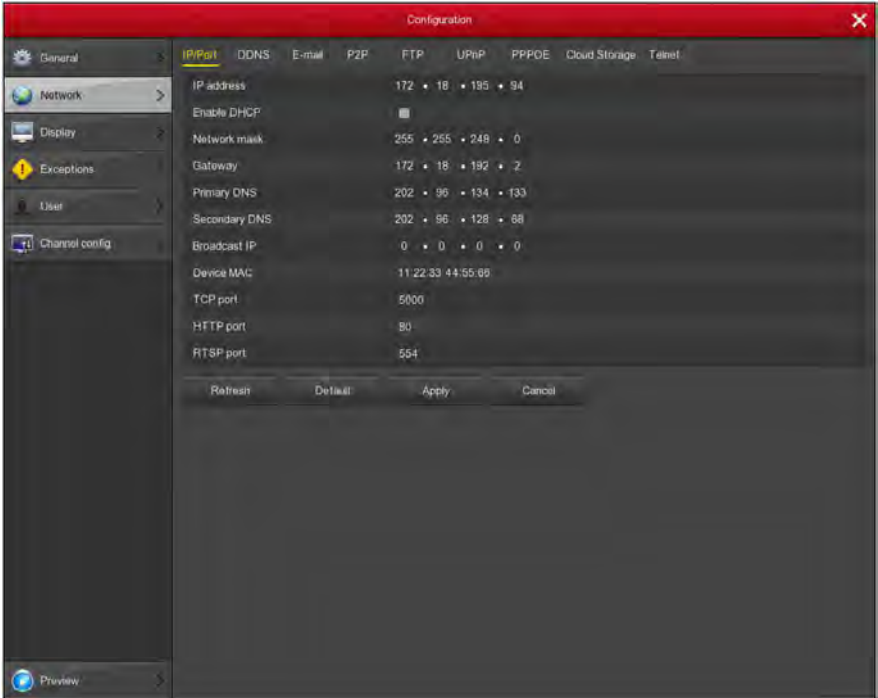 Configuration
General
Network
Display
Exceptions
User
Channel config
Preview
IP/Port DDNS E-mail P2P FTP UPnP PPPOE Cloud Storage Telnet
IP address 172 . 18 . 195 . 94
Enable DHCP
Network mask 255 . 255 . 248 . 0
Gateway 172 . 18 . 192 . 2
Primary DNS 202 . 96 . 134 . 133
Secondary DNS 202 . 96 . 128 . 68
Broadcast IP 0 . 0 . 0 . 0
Device MAC 11:22:33:44:55:66
TCP port 5000
HTTP port 80
RTSP port 554
Refresh Default Apply Cancel